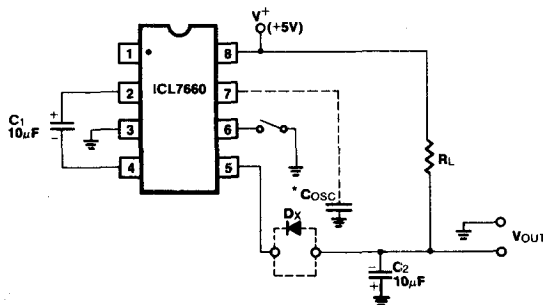 V+
(+5V)
1
8
ICL7660
2
7
C1
10µF
+
−
3
6
4
5
RL
* COSC
DX
VOUT
−
C2
10µF
+